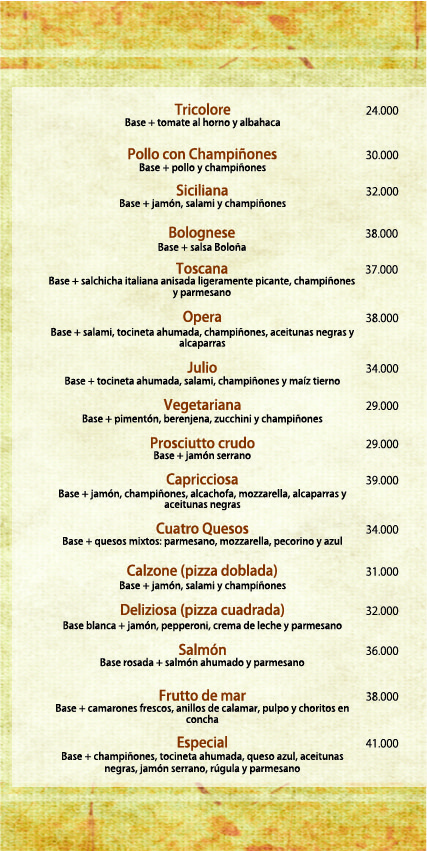 Tricolore 24.000
Base + tomate al horno y albahaca
Pollo con Champiñones 30.000
Base + pollo y champiñones
Siciliana 32.000
Base + jamón, salami y champiñones
Bolognese 38.000
Base + salsa Boloña
Toscana 37.000
Base + salchicha italiana anisada ligeramente picante, champiñones
y parmesano
Opera 38.000
Base + salami, tocineta ahumada, champiñones, aceitunas negras y
alcaparras
Julio 34.000
Base + tocineta ahumada, salami, champiñones y maíz tierno
Vegetariana 29.000
Base + pimentón, berenjena, zucchini y champiñones
Prosciutto crudo 29.000
Base + jamón serrano
Capricciosa 39.000
Base + jamón, champiñones, alcachofa, mozzarella, alcaparras y
aceitunas negras
Cuatro Quesos 34.000
Base + quesos mixtos: parmesano, mozzarella, pecorino y azul
Calzone (pizza doblada) 31.000
Base + jamón, salami y champiñones
Deliziosa (pizza cuadrada) 32.000
Base blanca + jamón, pepperoni, crema de leche y parmesano
Salmón 36.000
Base rosada + salmón ahumado y parmesano
Frutto de mar 38.000
Base + camarones frescos, anillos de calamar, pulpo y choritos en
concha
Especial 41.000
Base + champiñones, tocineta ahumada, queso azul, aceitunas
negras, jamón serrano, rúgula y parmesano